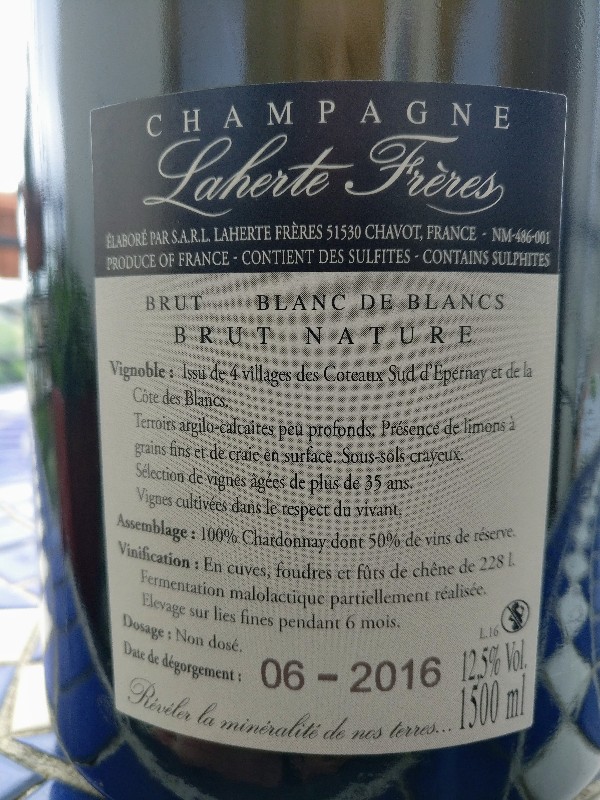 CHAMPAGNE
Laherte Frères
ÉLABORÉ PAR S.A.R.L. LAHERTE FRÈRES 51530 CHAVOT, FRANCE - NM-486-001
PRODUCE OF FRANCE - CONTIENT DES SULFITES - CONTAINS SULPHITES
BRUT BLANC DE BLANCS
BRUT NATURE
Vignoble : Issu de 4 villages des Coteaux Sud d'Epernay et de la
Côte des Blancs.
Terroirs argilo-calcaires peu profonds. Présence de limons à
grains fins et de craie en surface. Sous-sols crayeux.
Sélection de vignes âgées de plus de 35 ans.
Vignes cultivées dans le respect du vivant.
Assemblage : 100% Chardonnay dont 50% de vins de réserve.
Vinification : En cuves, foudres et fûts de chêne de 228 l.
Fermentation malolactique partiellement réalisée.
Elevage sur lies fines pendant 6 mois.
Dosage : Non dosé.
L.16
Date de dégorgement : 06 - 2016
12,5% Vol.
1500 ml
Révéler la minéralité de nos terres...